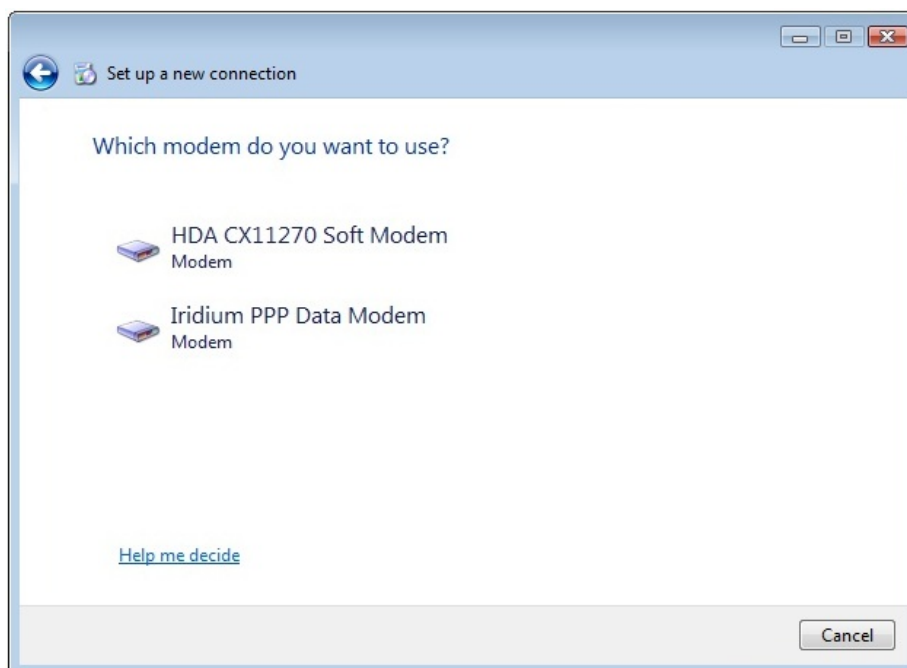 Set up a new connection
Which modem do you want to use?
HDA CX11270 Soft Modem
Modem
Iridium PPP Data Modem
Modem
Help me decide
Cancel